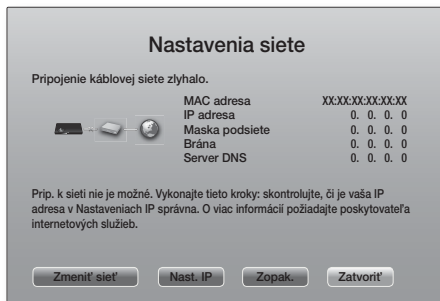 Nastavenia siete
Pripojenie káblovej siete zlyhalo.
MAC adresa XX:XX:XX:XX:XX:XX
IP adresa 0. 0. 0. 0
Maska podsiete 0. 0. 0. 0
Brána 0. 0. 0. 0
Server DNS 0. 0. 0. 0
Prip. k sieti nie je možné. Vykonajte tieto kroky: skontrolujte, či je vaša IP
adresa v Nastaveniach IP správna. O viac informácií požiadajte poskytovateľa
internetových služieb.
Zmeniť sieť Nast. IP Zopak. Zatvoriť